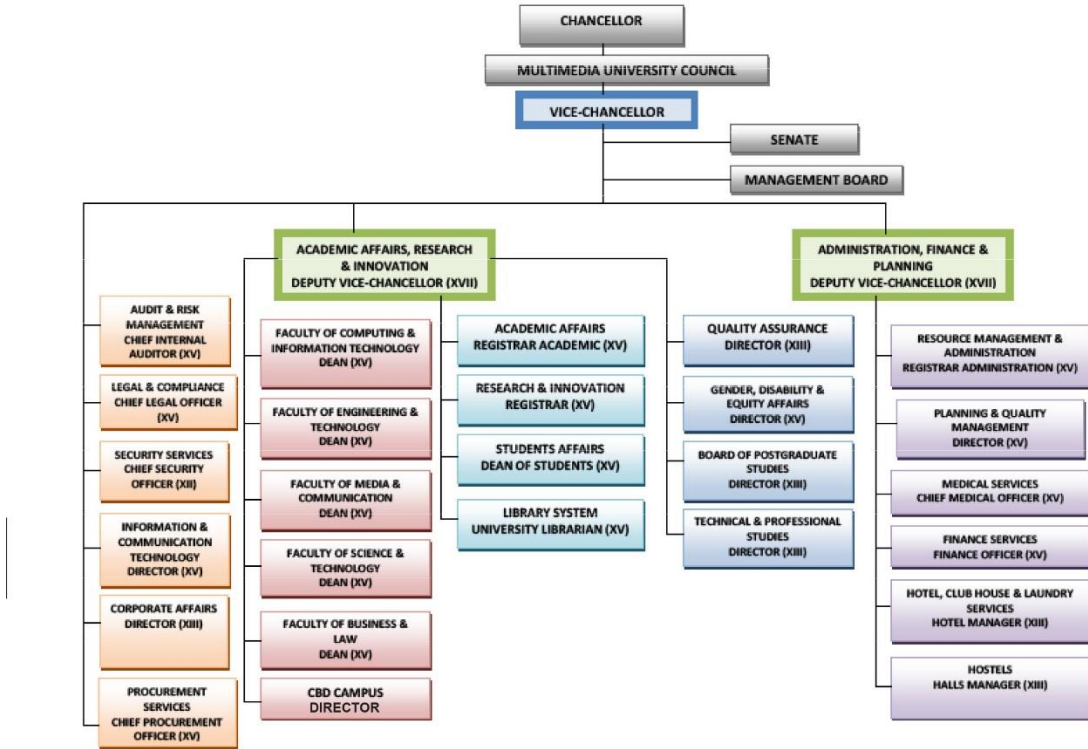 CHANCELLOR
MULTIMEDIA UNIVERSITY COUNCIL
VICE-CHANCELLOR
SENATE
MANAGEMENT BOARD
ACADEMIC AFFAIRS, RESEARCH
& INNOVATION
DEPUTY VICE-CHANCELLOR (XVII)
ADMINISTRATION, FINANCE &
PLANNING
DEPUTY VICE-CHANCELLOR (XVII)
AUDIT & RISK
MANAGEMENT
CHIEF INTERNAL
AUDITOR (XV)
LEGAL & COMPLIANCE
CHIEF LEGAL OFFICER
(XV)
SECURITY SERVICES
CHIEF SECURITY
OFFICER (XII)
INFORMATION &
COMMUNICATION
TECHNOLOGY
DIRECTOR (XV)
CORPORATE AFFAIRS
DIRECTOR (XIII)
PROCUREMENT
SERVICES
CHIEF PROCUREMENT
OFFICER (XV)
FACULTY OF COMPUTING &
INFORMATION TECHNOLOGY
DEAN (XV)
FACULTY OF ENGINEERING &
TECHNOLOGY
DEAN (XV)
FACULTY OF MEDIA &
COMMUNICATION
DEAN (XV)
FACULTY OF SCIENCE &
TECHNOLOGY
DEAN (XV)
FACULTY OF BUSINESS &
LAW
DEAN (XV)
CBD CAMPUS
DIRECTOR
ACADEMIC AFFAIRS
REGISTRAR ACADEMIC (XV)
RESEARCH & INNOVATION
REGISTRAR (XV)
STUDENTS AFFAIRS
DEAN OF STUDENTS (XV)
LIBRARY SYSTEM
UNIVERSITY LIBRARIAN (XV)
QUALITY ASSURANCE
DIRECTOR (XIII)
GENDER, DISABILITY &
EQUITY AFFAIRS
DIRECTOR (XV)
BOARD OF POSTGRADUATE
STUDIES
DIRECTOR (XIII)
TECHNICAL & PROFESSIONAL
STUDIES
DIRECTOR (XIII)
RESOURCE MANAGEMENT &
ADMINISTRATION
REGISTRAR ADMINISTRATION (XV)
PLANNING & QUALITY
MANAGEMENT
DIRECTOR (XV)
MEDICAL SERVICES
CHIEF MEDICAL OFFICER (XV)
FINANCE SERVICES
FINANCE OFFICER (XV)
HOTEL, CLUB HOUSE & LAUNDRY
SERVICES
HOTEL MANAGER (XIII)
HOSTELS
HALLS MANAGER (XIII)